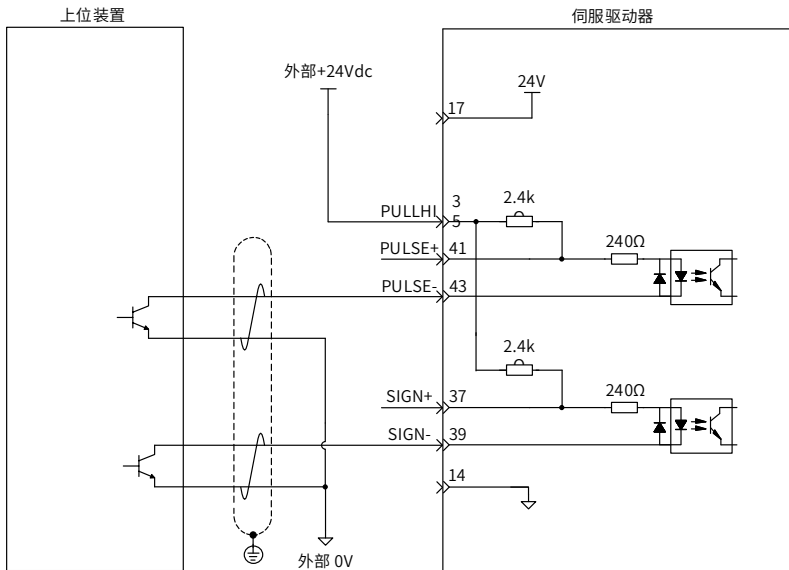 上位装置
伺服驱动器
外部+24Vdc
24V
17
PULLHI
3
5
2.4k
PULSE+
41
240Ω
PULSE-
43
2.4k
SIGN+
37
240Ω
SIGN-
39
14
外部 0V